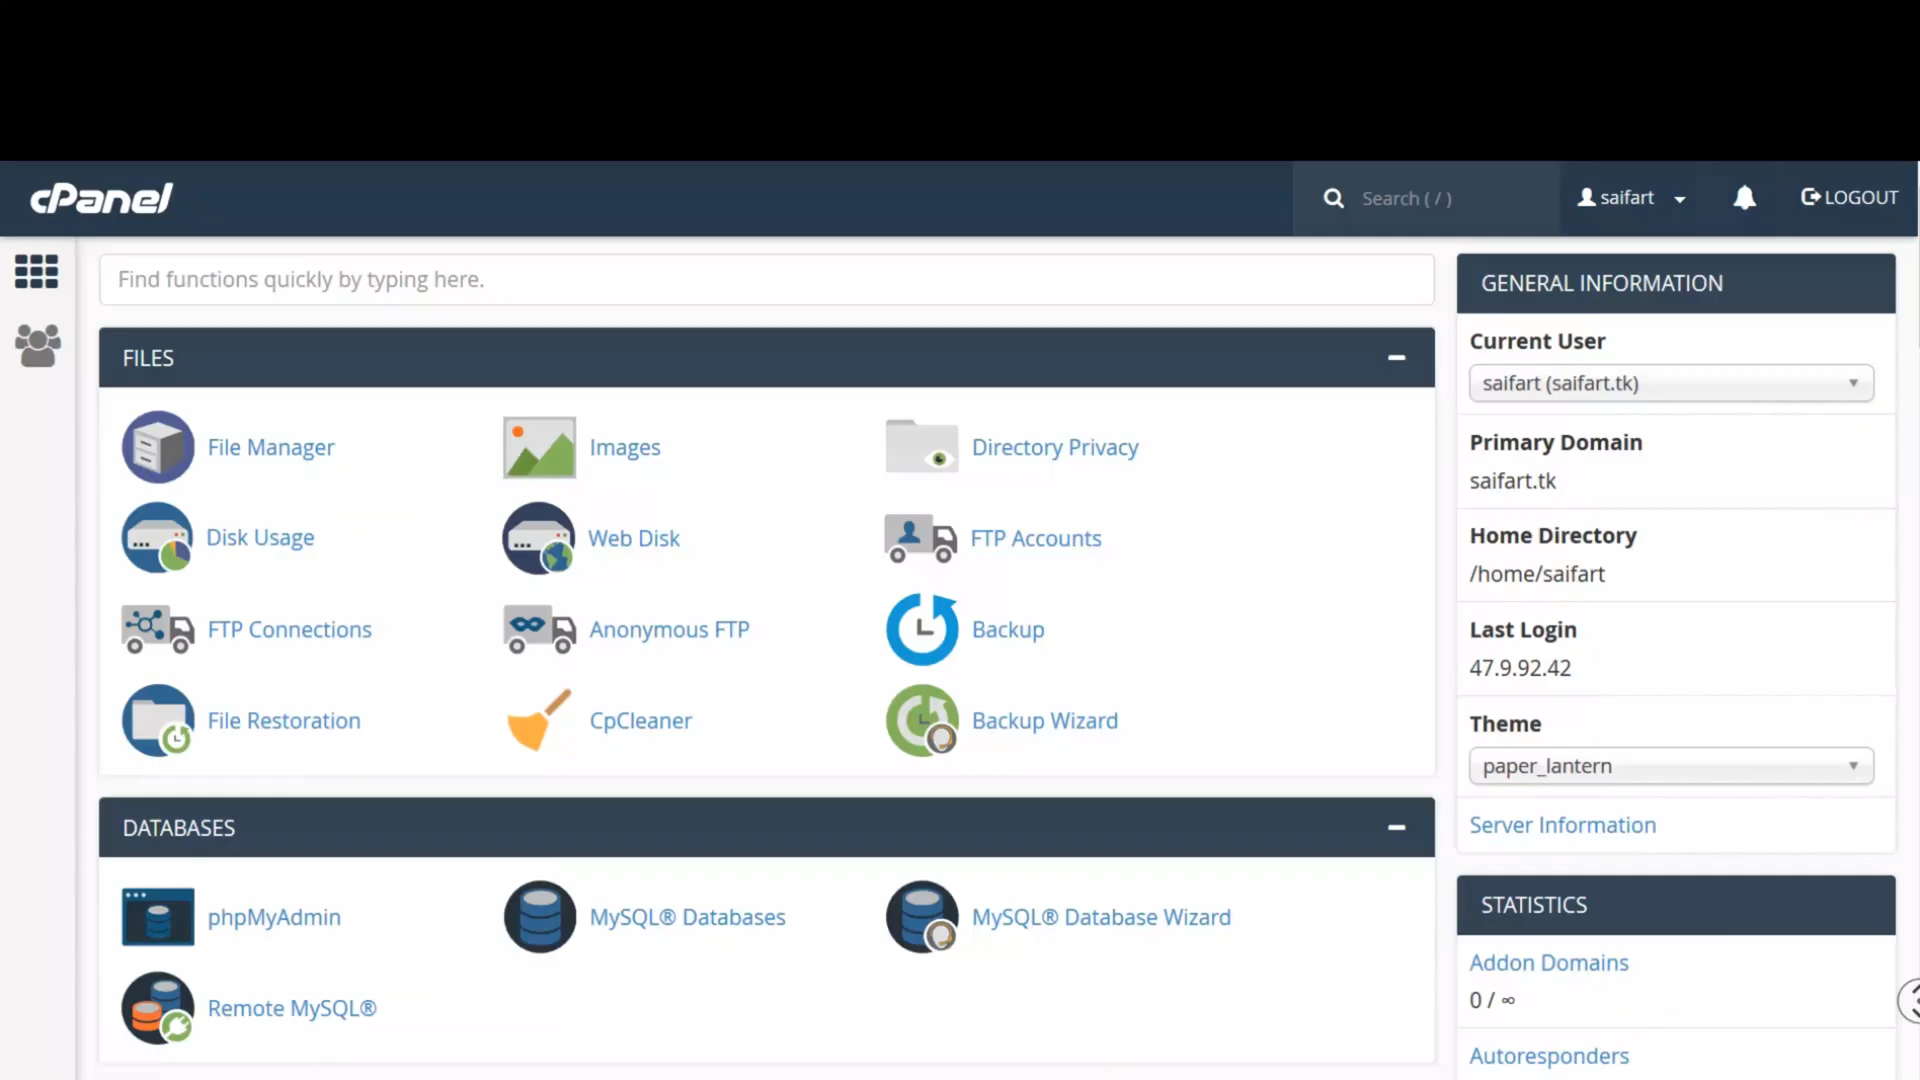 cPanel
Search ( / )
saifart
LOGOUT
Find functions quickly by typing here.
GENERAL INFORMATION
Current User
saifart (saifart.tk)
Primary Domain
saifart.tk
Home Directory
/home/saifart
Last Login
47.9.92.42
Theme
paper_lantern
Server Information
FILES
File Manager
Images
Directory Privacy
Disk Usage
Web Disk
FTP Accounts
FTP Connections
Anonymous FTP
Backup
File Restoration
CpCleaner
Backup Wizard
DATABASES
phpMyAdmin
MySQL® Databases
MySQL® Database Wizard
Remote MySQL®
STATISTICS
Addon Domains
0 / ∞
Autoresponders